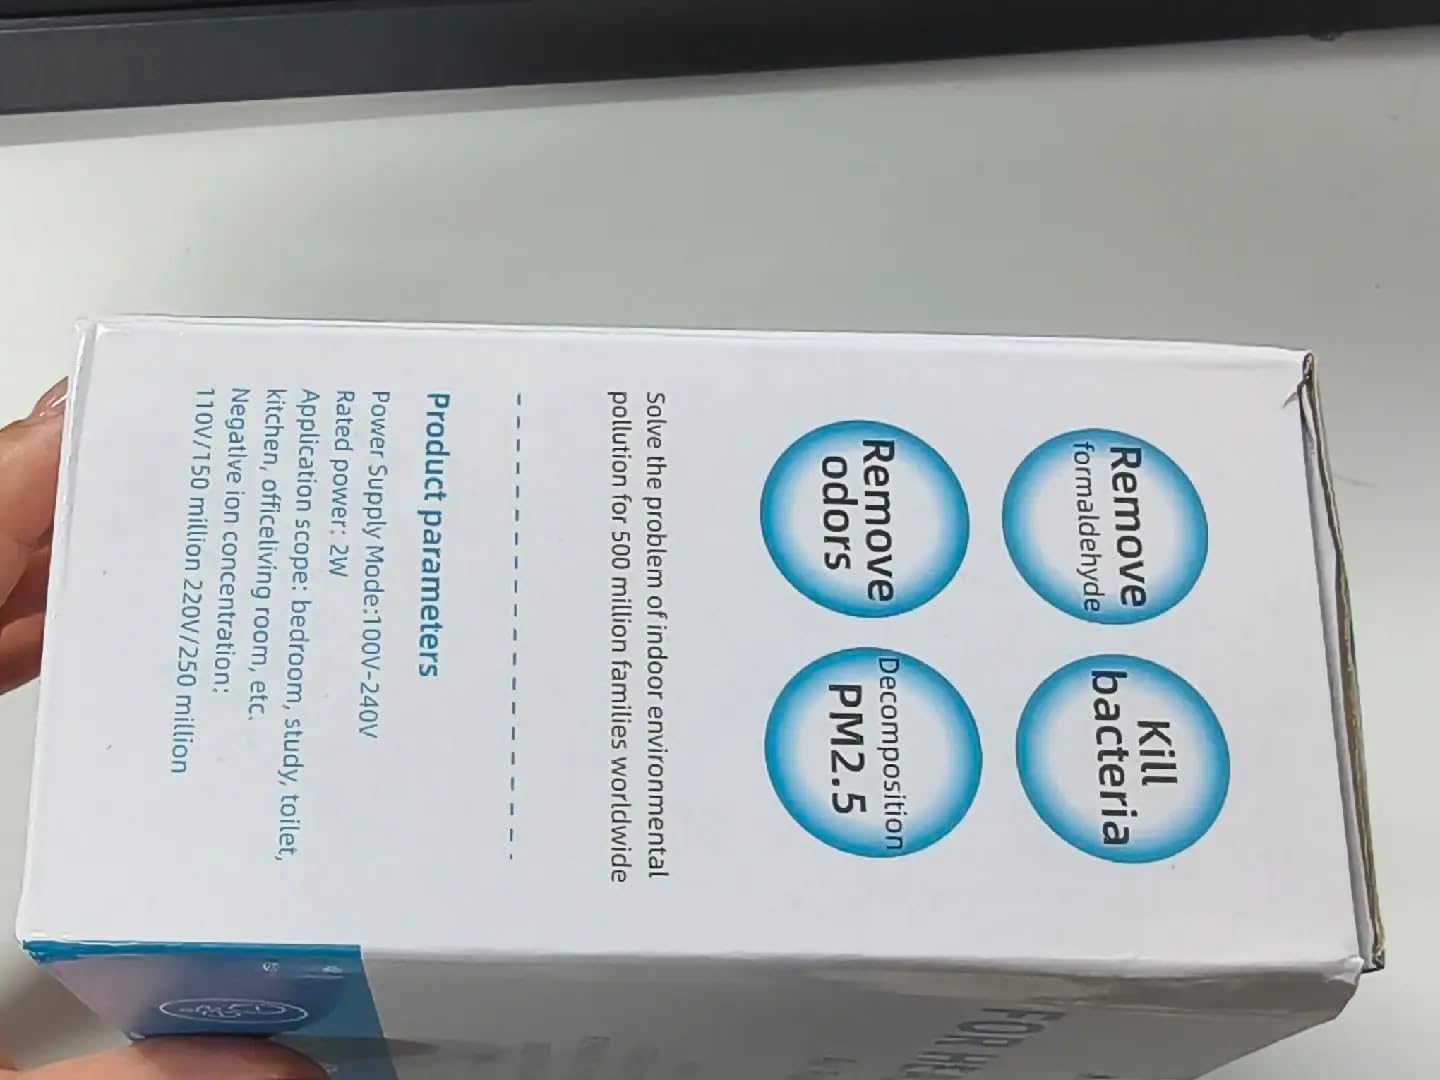 Remove
formaldehyde
Kill
bacteria
Remove
odors
Decomposition
PM2.5
Solve the problem of indoor environmental
pollution for 500 million families worldwide
Product parameters
Power Supply Mode:100V-240V
Rated power: 2W
Application scope: bedroom, study, toilet,
kitchen, officeliving room, etc.
Negative ion concentration:
110V/150 million 220V/250 million
FOR